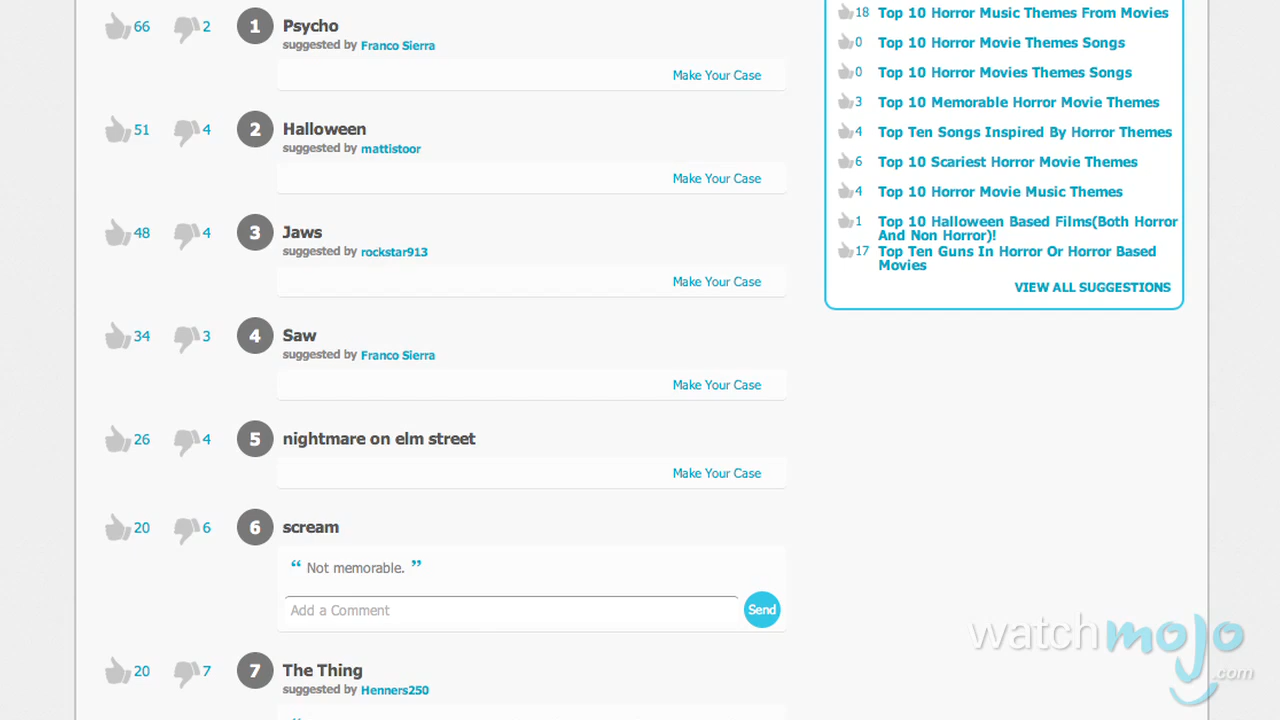 66 2 1 Psycho
suggested by Franco Sierra
Make Your Case
51 4 2 Halloween
suggested by mattistoor
Make Your Case
48 4 3 Jaws
suggested by rockstar913
Make Your Case
34 3 4 Saw
suggested by Franco Sierra
Make Your Case
26 4 5 nightmare on elm street
Make Your Case
20 6 6 scream
“ Not memorable. ”
Add a Comment Send
20 7 7 The Thing
suggested by Henners250
18 Top 10 Horror Music Themes From Movies
0 Top 10 Horror Movie Themes Songs
0 Top 10 Horror Movies Themes Songs
3 Top 10 Memorable Horror Movie Themes
4 Top Ten Songs Inspired By Horror Themes
6 Top 10 Scariest Horror Movie Themes
4 Top 10 Horror Movie Music Themes
1 Top 10 Halloween Based Films(Both Horror
And Non Horror)!
17 Top Ten Guns In Horror Or Horror Based
Movies
VIEW ALL SUGGESTIONS
watchmojo
.com